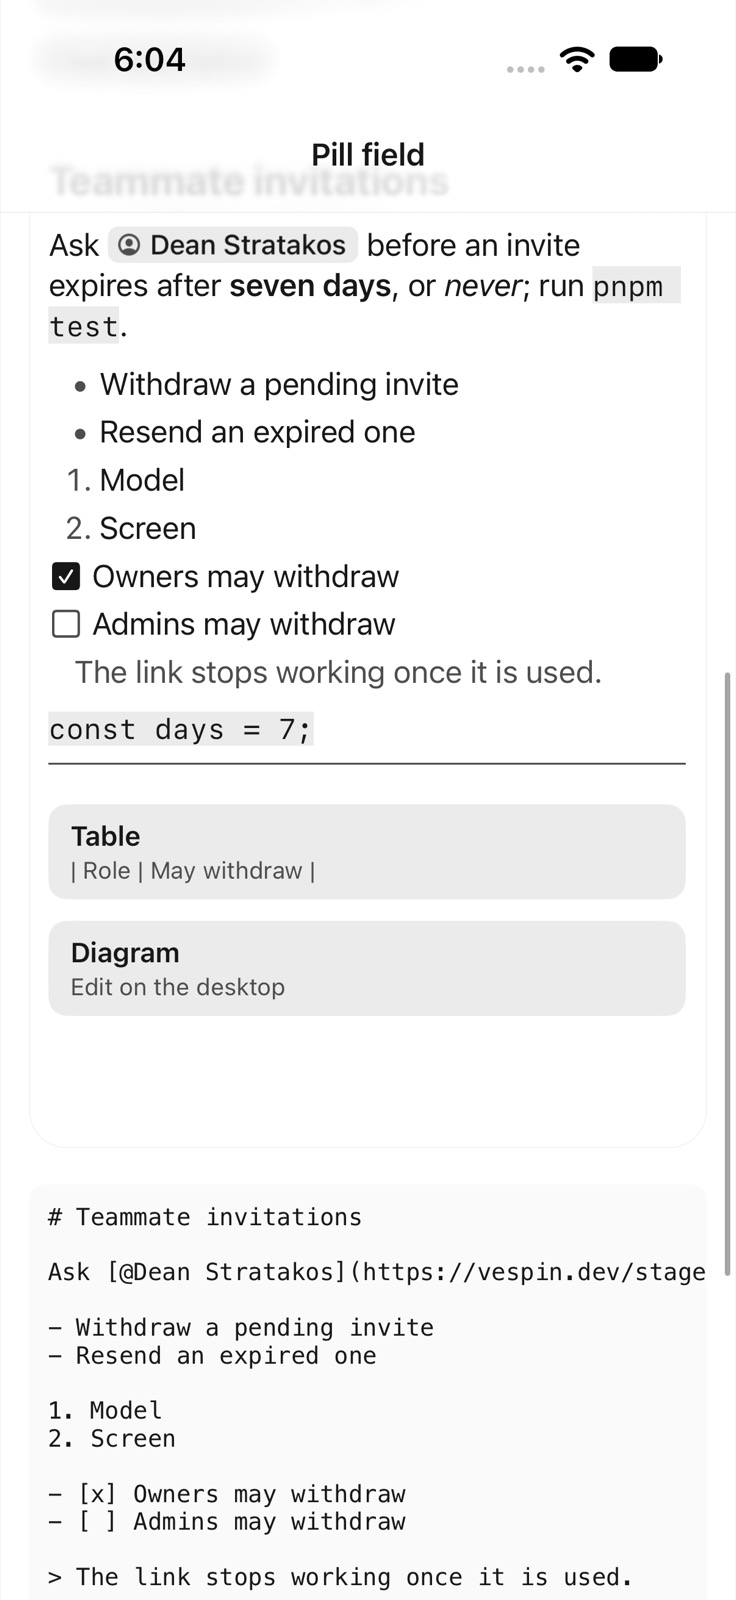 6:04
Pill field
Teammate invitations
Ask Dean Stratakos before an invite
expires after seven days, or never; run pnpm
test.
• Withdraw a pending invite
• Resend an expired one
1. Model
2. Screen
Owners may withdraw
Admins may withdraw
The link stops working once it is used.
const days = 7;
Table
| Role | May withdraw |
Diagram
Edit on the desktop
# Teammate invitations
Ask [@Dean Stratakos](https://vespin.dev/stage
- Withdraw a pending invite
- Resend an expired one
1. Model
2. Screen
- [x] Owners may withdraw
- [ ] Admins may withdraw
> The link stops working once it is used.